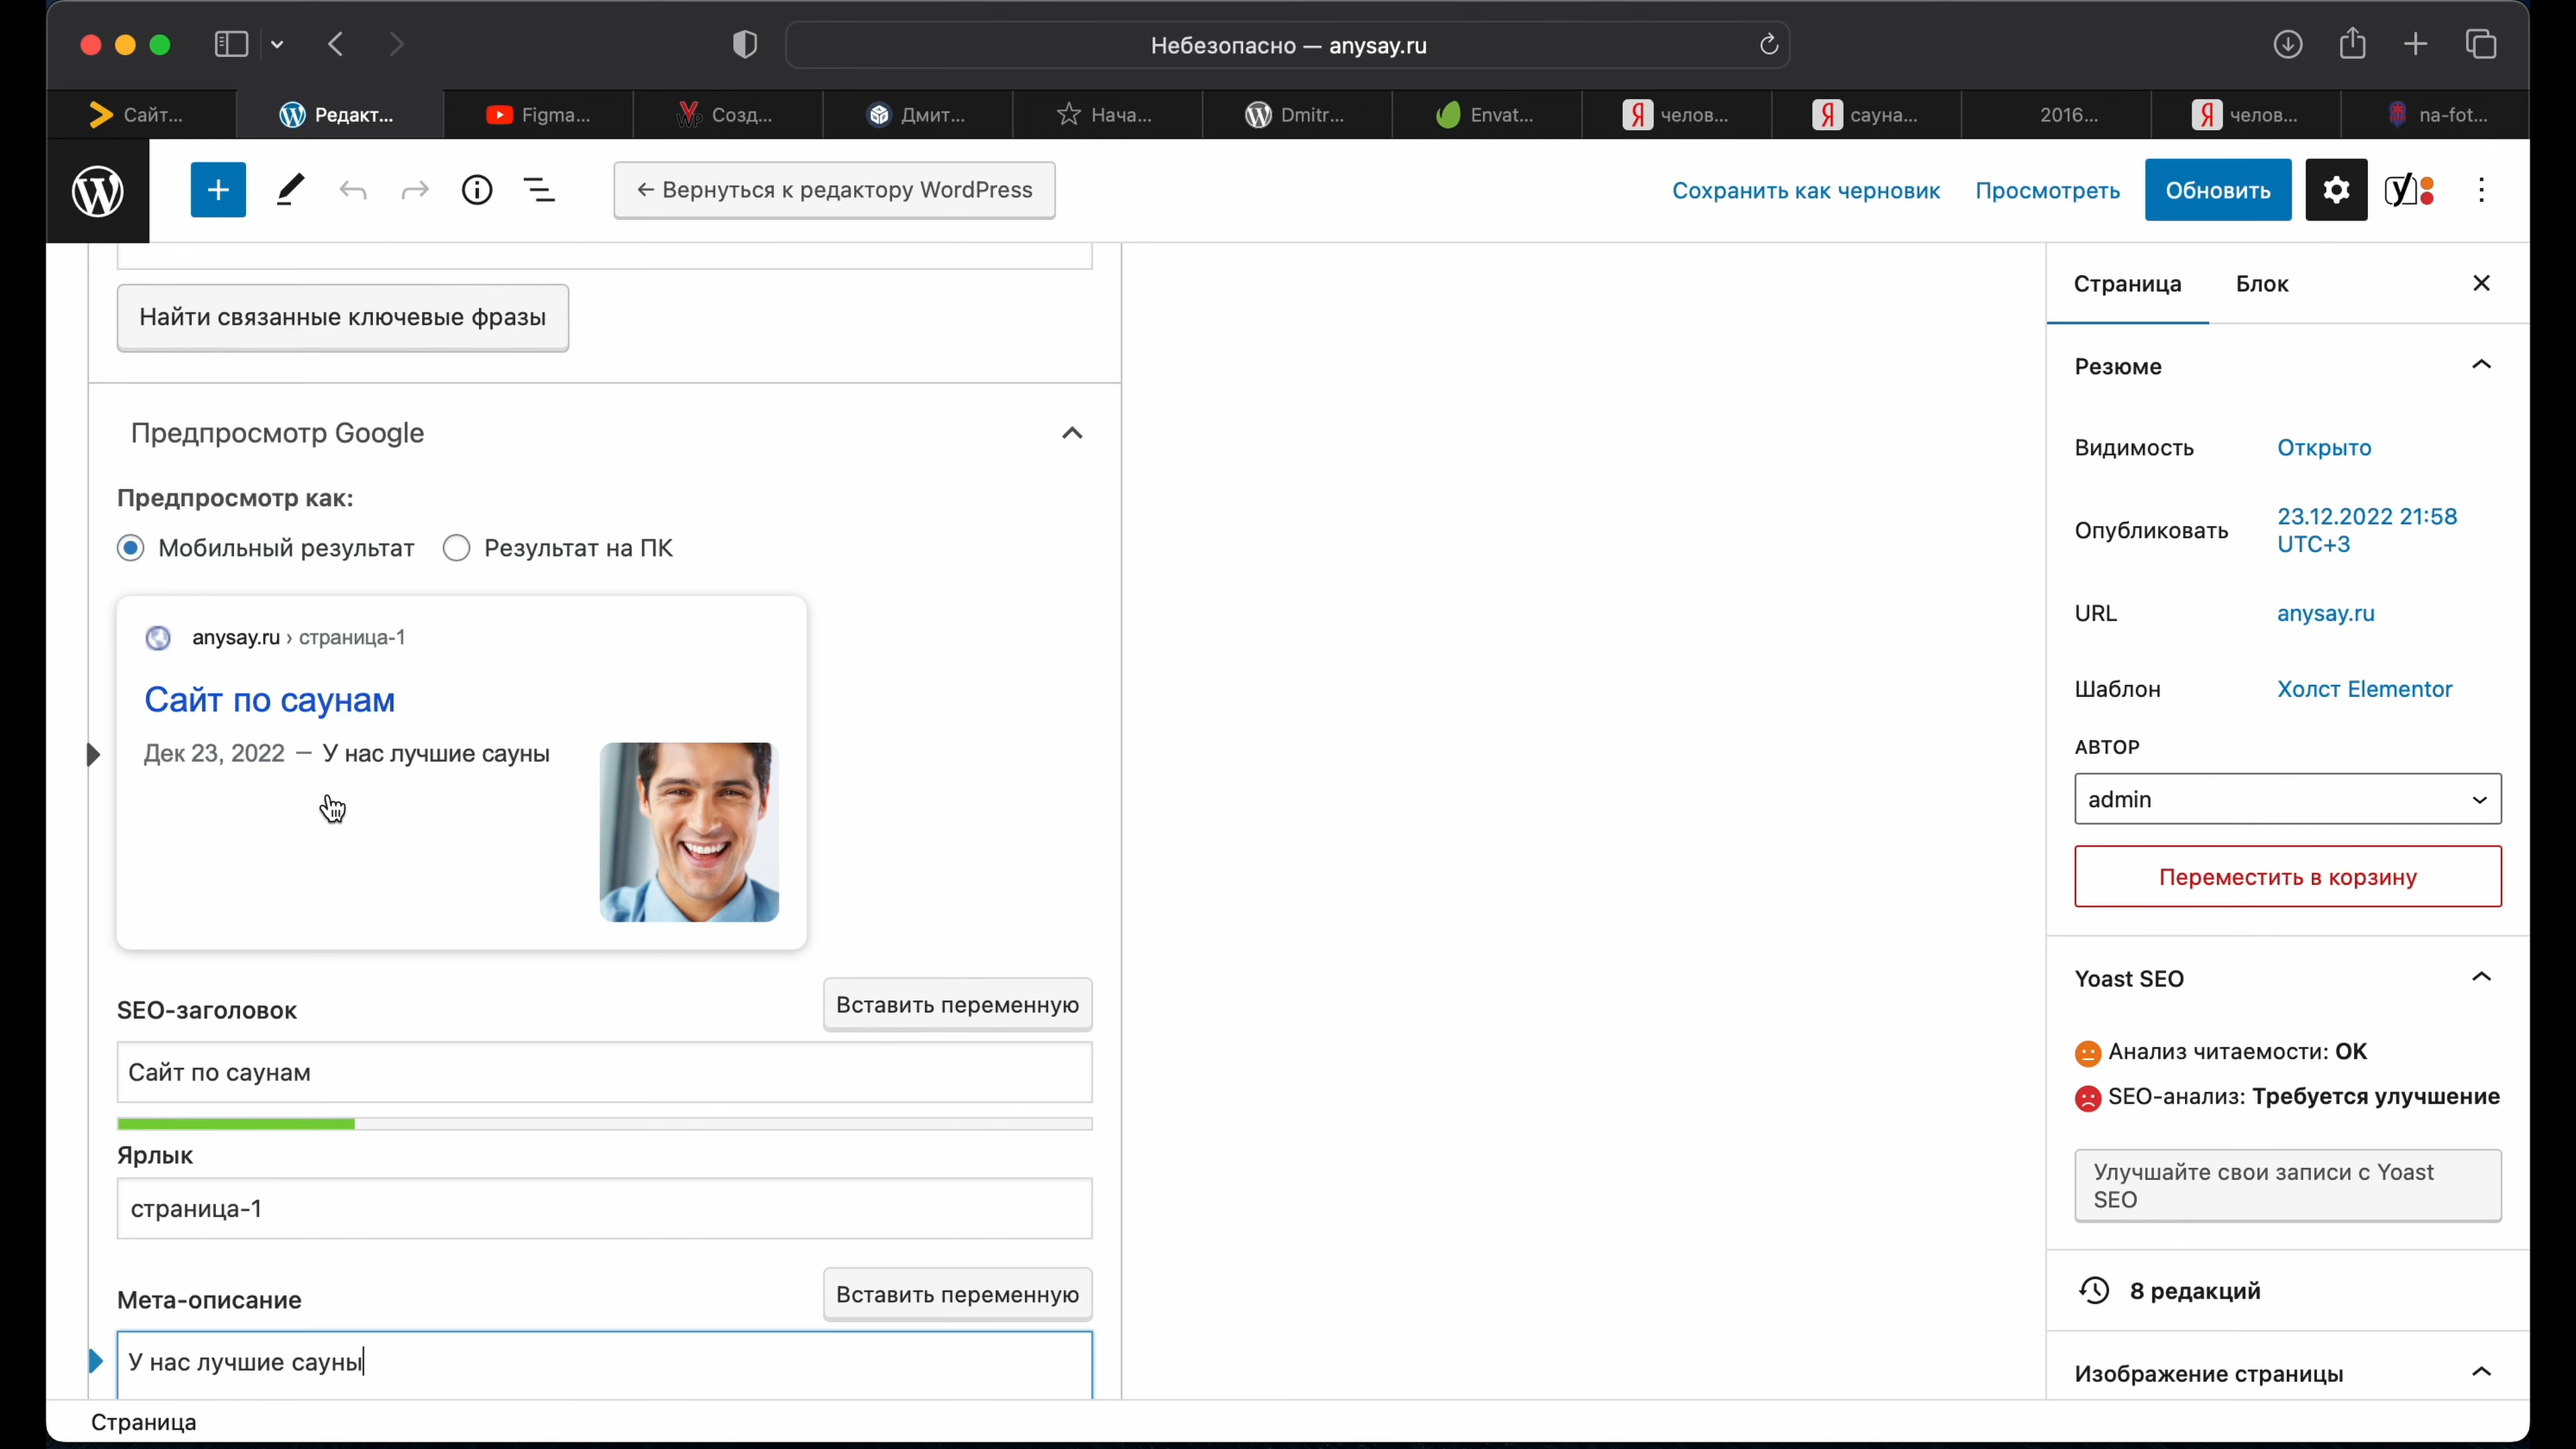 Небезопасно — anysay.ru
Сайт...
Редакт...
Figma...
Созд...
Дмит...
Нача...
Dmitr...
Envat...
челов...
сауна...
2016...
челов...
na-fot...
← Вернуться к редактору WordPress
Сохранить как черновик
Просмотреть
Обновить
Найти связанные ключевые фразы
Предпросмотр Google
Предпросмотр как:
Мобильный результат
Результат на ПК
anysay.ru › страница-1
Сайт по саунам
Дек 23, 2022 — У нас лучшие сауны
SEO-заголовок
Вставить переменную
Сайт по саунам
Ярлык
страница-1
Мета-описание
Вставить переменную
У нас лучшие сауны
Страница
Страница
Блок
Резюме
Видимость
Открыто
Опубликовать
23.12.2022 21:58
UTC+3
URL
anysay.ru
Шаблон
Холст Elementor
АВТОР
admin
Переместить в корзину
Yoast SEO
Анализ читаемости: OK
SEO-анализ: Требуется улучшение
Улучшайте свои записи с Yoast
SEO
8 редакций
Изображение страницы